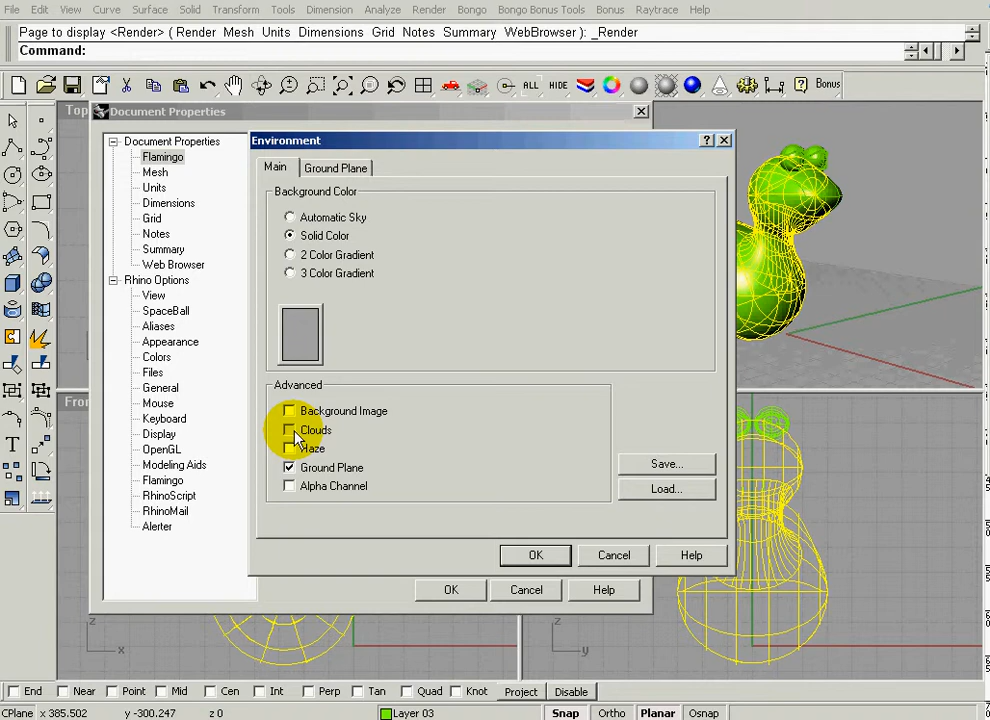 File Edit View Curve Surface Solid Transform Tools Dimension Analyze Render Bongo Bongo Bonus Tools Bonus Raytrace Help
Page to display <Render> ( Render Mesh Units Dimensions Grid Notes Summary WebBrowser ): _Render
Command:
ALL HIDE Bonus
Document Properties
Document Properties
Flamingo
Mesh
Units
Dimensions
Grid
Notes
Summary
Web Browser
Rhino Options
View
SpaceBall
Aliases
Appearance
Colors
Files
General
Mouse
Keyboard
Display
OpenGL
Modeling Aids
Flamingo
RhinoScript
RhinoMail
Alerter
OK Cancel Help
Environment
Main Ground Plane
Background Color
Automatic Sky
Solid Color
2 Color Gradient
3 Color Gradient
Advanced
Background Image
Clouds
Haze
Ground Plane
Alpha Channel
Save...
Load...
OK Cancel Help
z x
z y
End Near Point Mid Cen Int Perp Tan Quad Knot Project Disable
CPlane x 385.502 y -300.247 z 0 Layer 03 Snap Ortho Planar Osnap